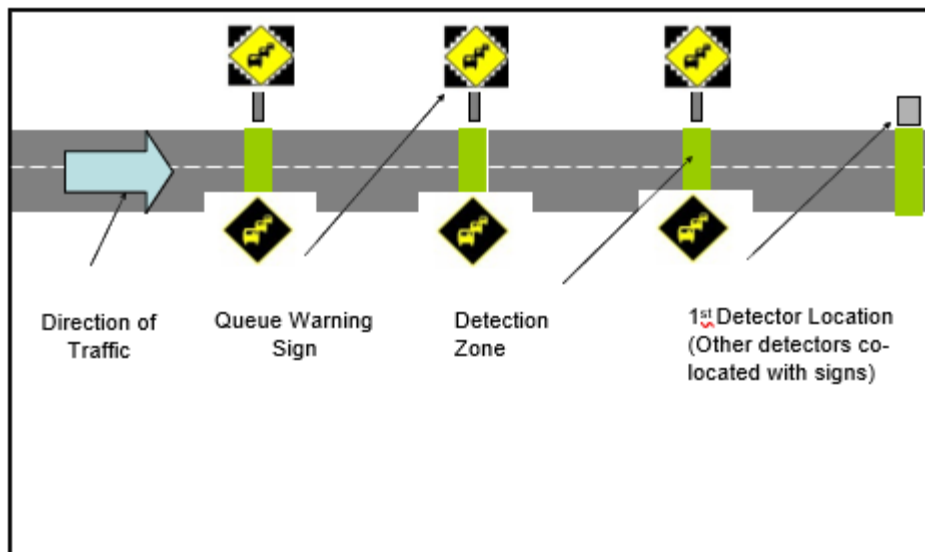 Direction of
Traffic
Queue Warning
Sign
Detection
Zone
1st Detector Location
(Other detectors co-
located with signs)